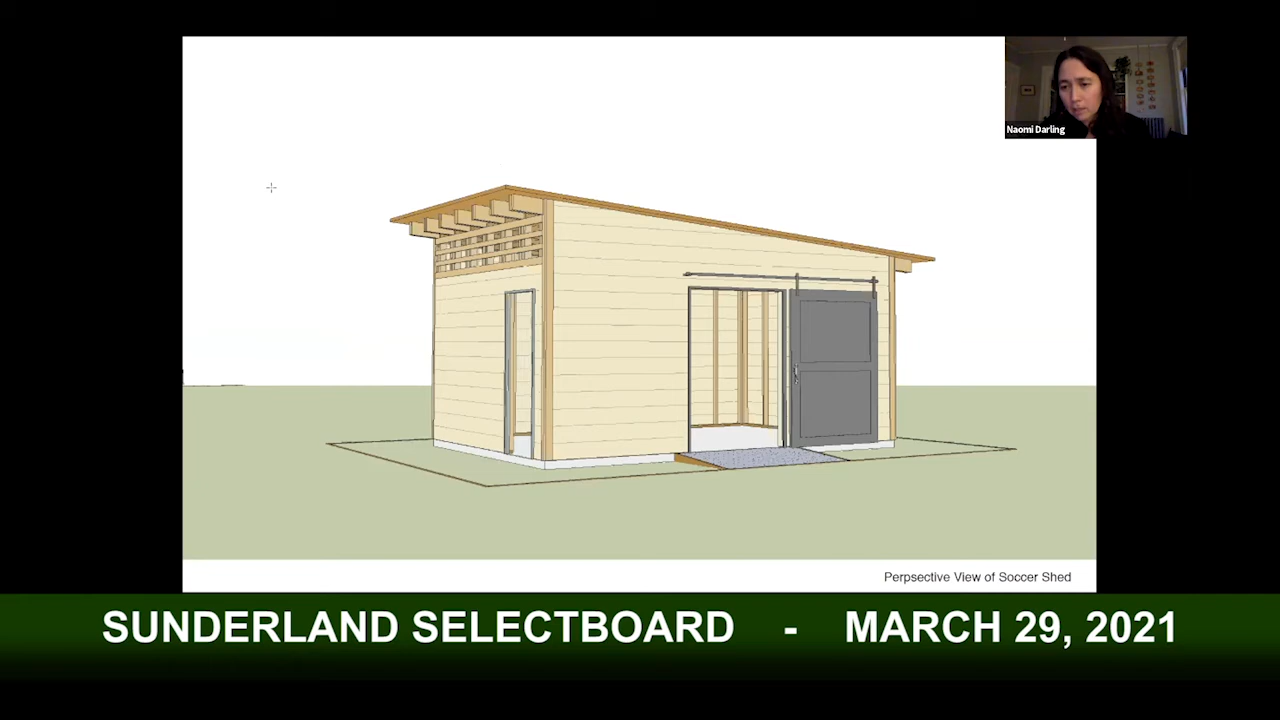 Naomi Darling
Perpsective View of Soccer Shed
SUNDERLAND SELECTBOARD - MARCH 29, 2021